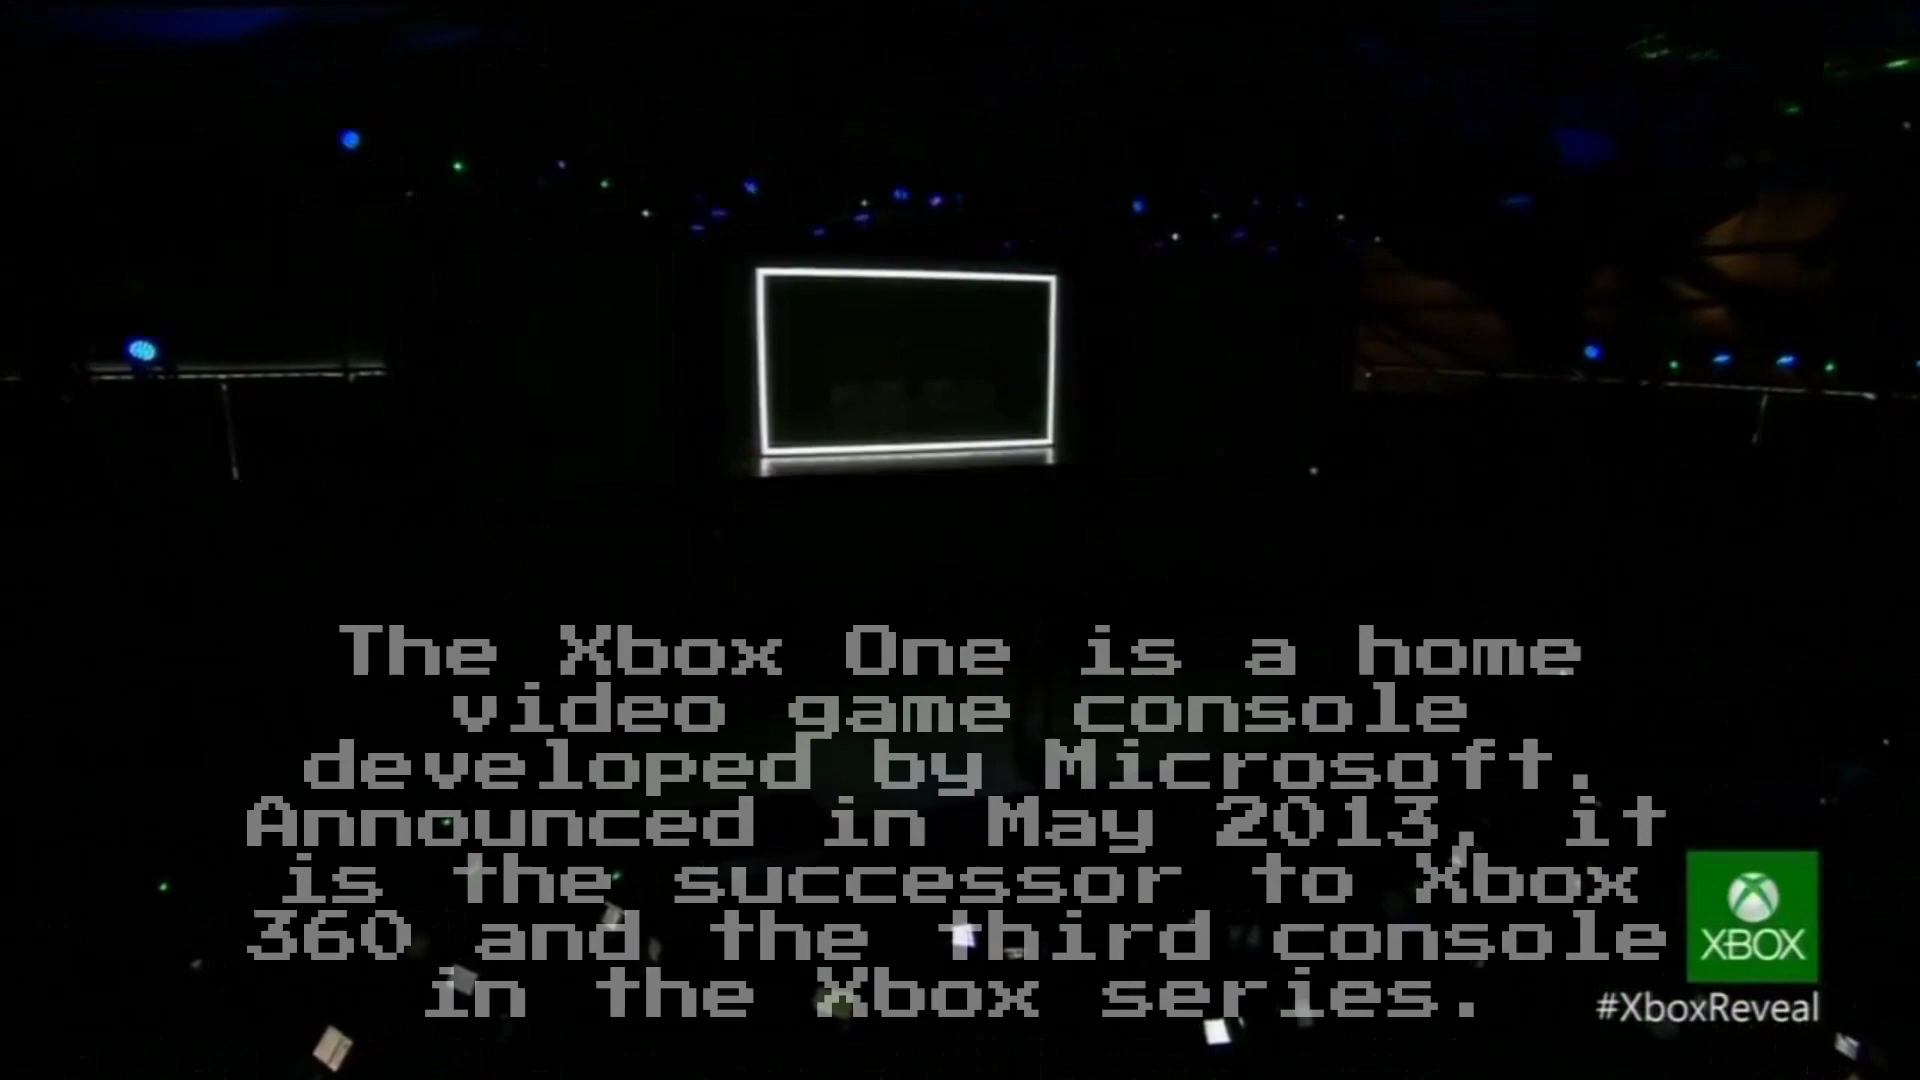 The Xbox One is a home
video game console
developed by Microsoft.
Announced in May 2013, it
is the successor to Xbox
360 and the third console
in the Xbox series.
XBOX
#XboxReveal